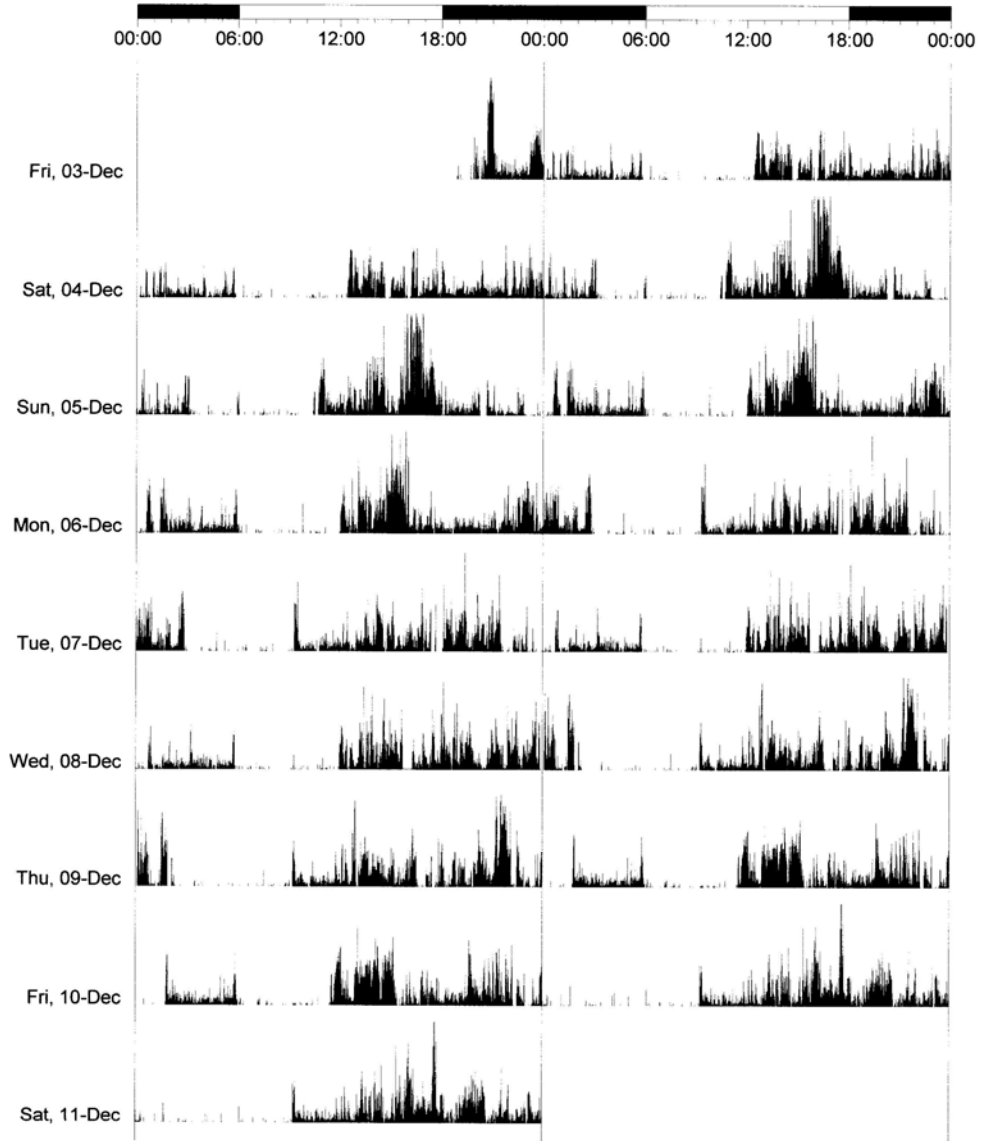 00:00 06:00 12:00 18:00 00:00 06:00 12:00 18:00 00:00
Fri, 03-Dec
Sat, 04-Dec
Sun, 05-Dec
Mon, 06-Dec
Tue, 07-Dec
Wed, 08-Dec
Thu, 09-Dec
Fri, 10-Dec
Sat, 11-Dec